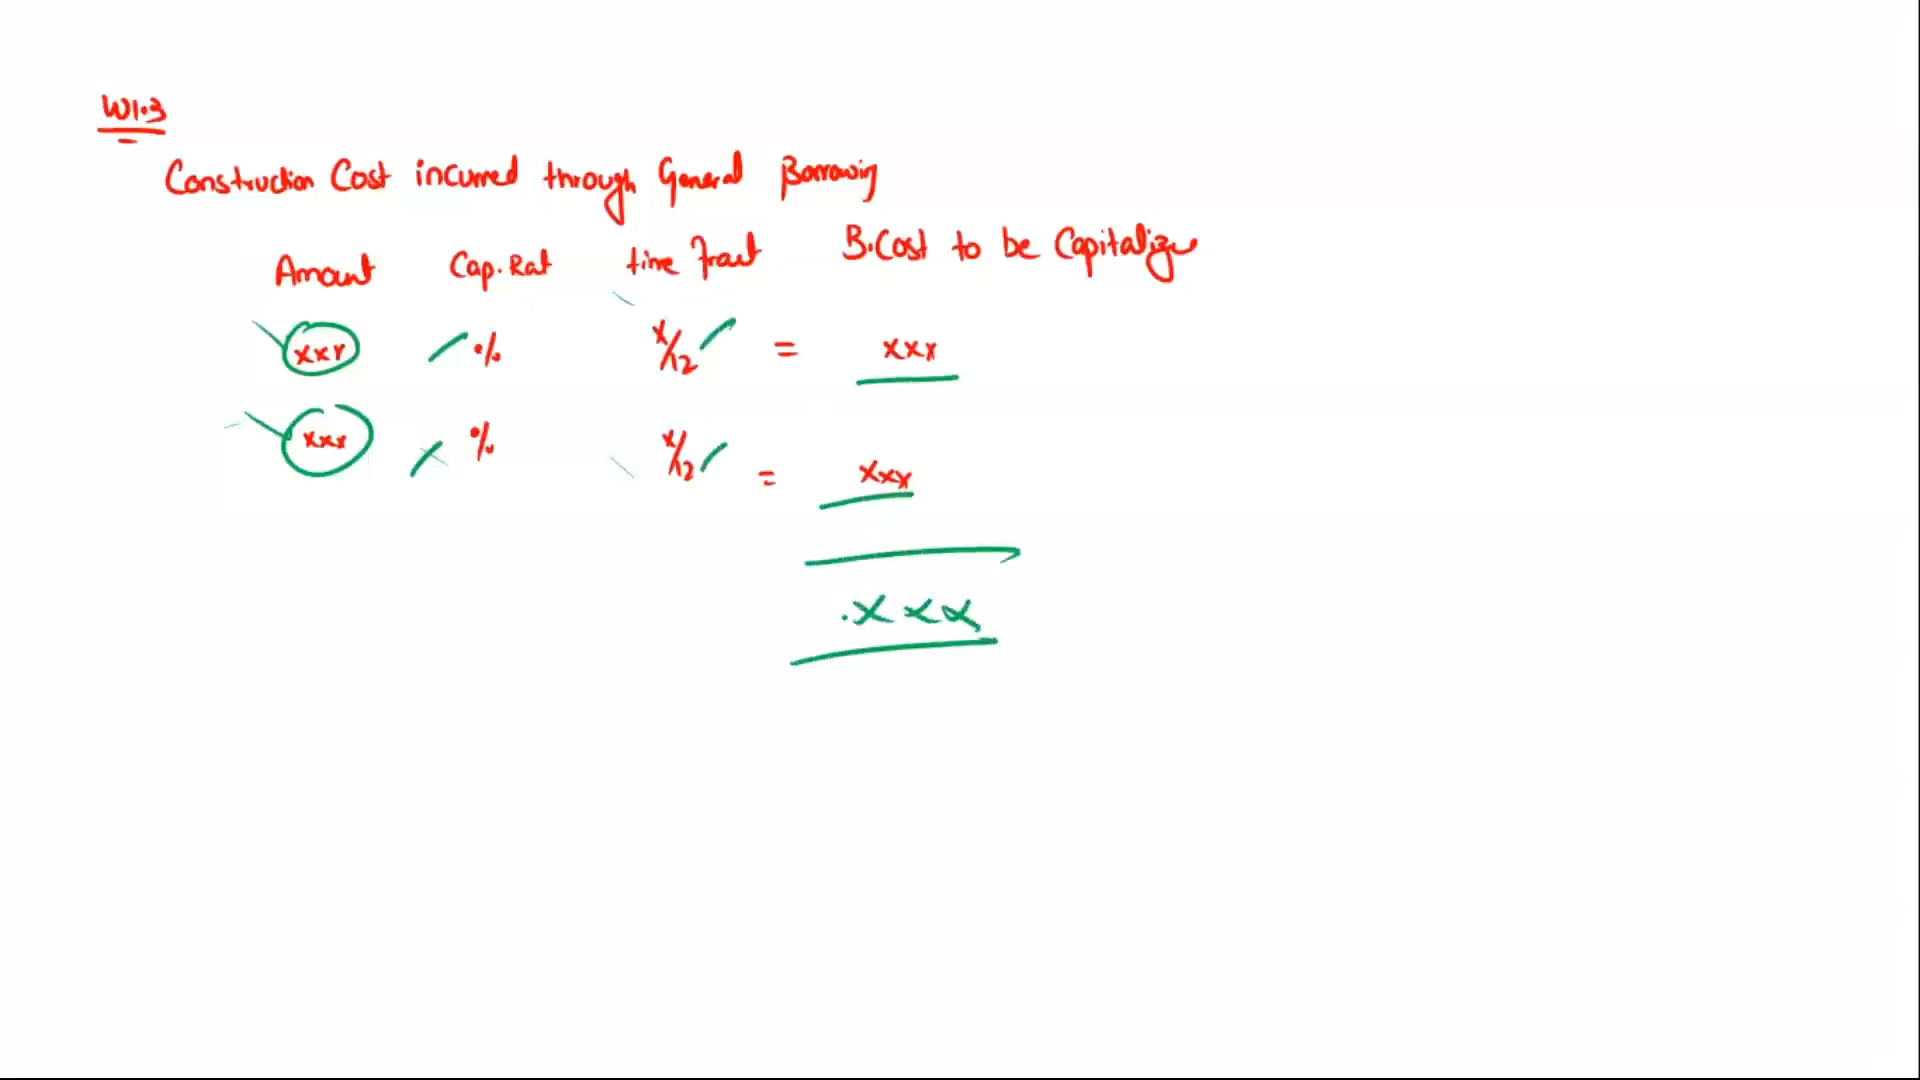 W1.3
Construction Cost incurred through General Borrowing
Amount Cap. Rat time fract B.Cost to be Capitalize
xxx % x/12 = xxx
xxx % x/12 = xxx
xxx